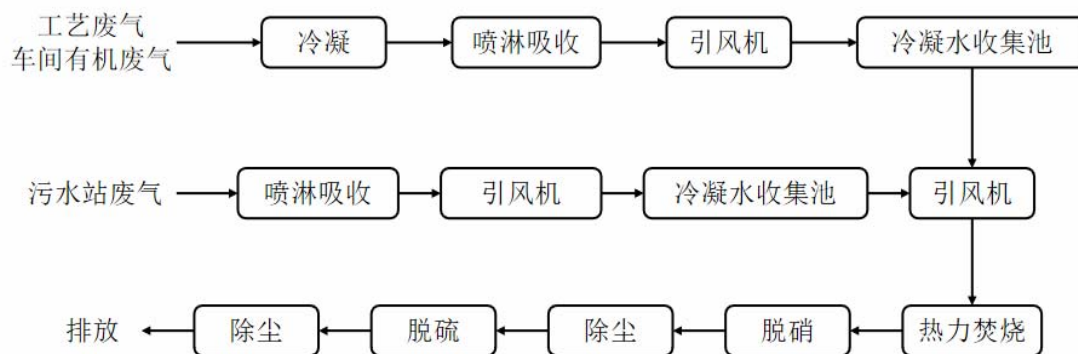 工艺废气
车间有机废气
冷凝
喷淋吸收
引风机
冷凝水收集池
污水站废气
喷淋吸收
引风机
冷凝水收集池
引风机
排放
除尘
脱硫
除尘
脱硝
热力焚烧